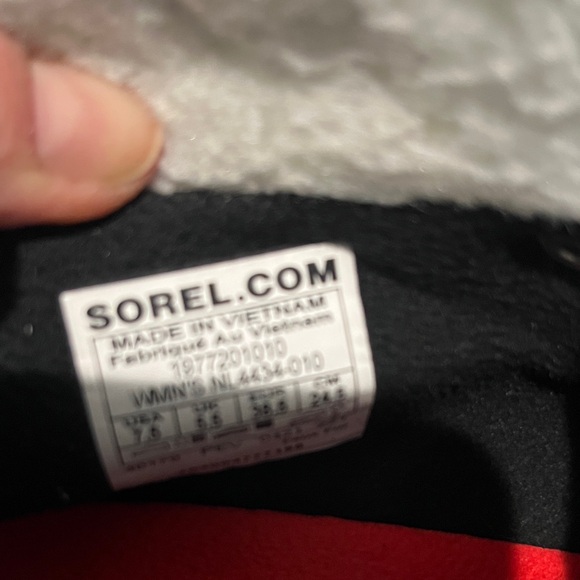 SOREL.COM
MADE IN VIETNAM
Fabriqué Au Vietnam
1977201010
WMN'S NL4434-010
USA UK EUR CM
7.5 5.5 38.5 24.5